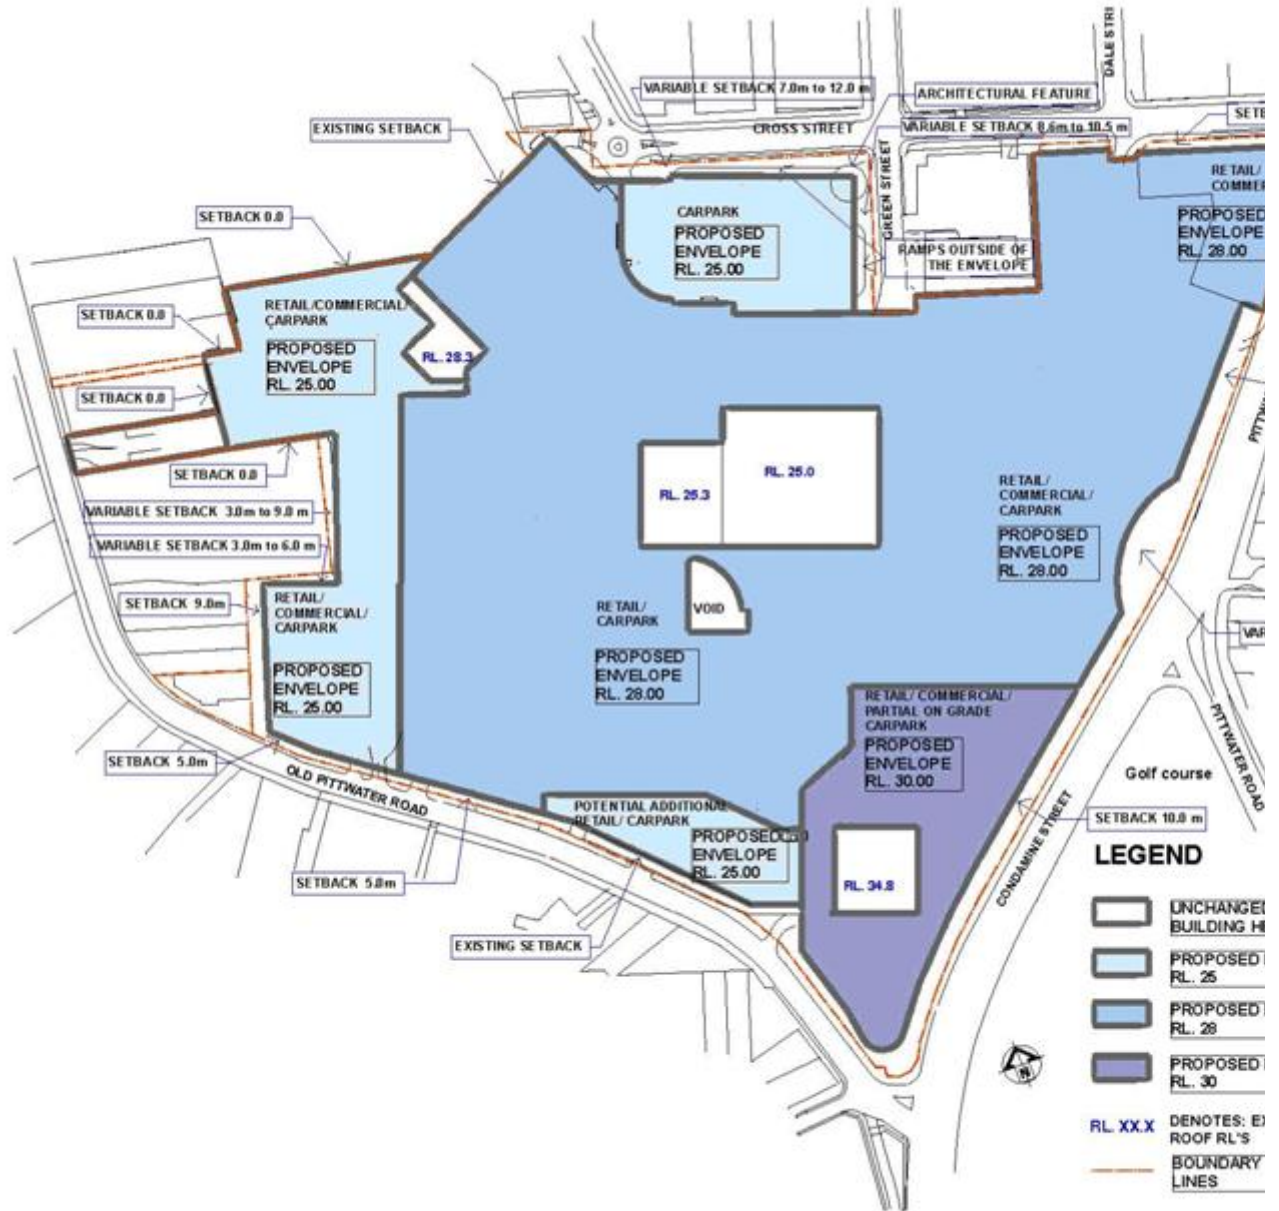 DALE STRE
VARIABLE SETBACK 7.0m to 12.0 m
ARCHITECTURAL FEATURE
SETB
EXISTING SETBACK
CROSS STREET
VARIABLE SETBACK 8.6m to 10.5 m
GREEN STREET
RETAIL/
COMMER
PROPOSED
ENVELOPE
RL. 28.00
SETBACK 0.0
CARPARK
PROPOSED
ENVELOPE
RL. 25.00
RAMPS OUTSIDE OF
THE ENVELOPE
SETBACK 0.0
RETAIL/COMMERCIAL/
CARPARK
PROPOSED
ENVELOPE
RL. 25.00
RL. 28.3
SETBACK 0.0
PITTWA
SETBACK 0.0
RL. 25.3
RL. 25.0
RETAIL/
COMMERCIAL/
CARPARK
PROPOSED
ENVELOPE
RL. 28.00
VARIABLE SETBACK 3.0m to 9.0 m
VARIABLE SETBACK 3.0m to 6.0 m
SETBACK 9.0m
RETAIL/
COMMERCIAL/
CARPARK
PROPOSED
ENVELOPE
RL. 25.00
RETAIL/
CARPARK
PROPOSED
ENVELOPE
RL. 28.00
VOID
VAR
RETAIL/ COMMERCIAL/
PARTIAL ON GRADE
CARPARK
PROPOSED
ENVELOPE
RL. 30.00
SETBACK 5.0m
OLD PITTWATER ROAD
PITTWATER ROAD
Golf course
POTENTIAL ADDITIONAL
RETAIL/ CARPARK
PROPOSED
ENVELOPE
RL. 25.00
SETBACK 10.0 m
CONDAMINE STREET
SETBACK 5.0m
RL. 34.8
EXISTING SETBACK
LEGEND
UNCHANGED
BUILDING HE
PROPOSED
RL. 25
PROPOSED
RL. 28
PROPOSED
RL. 30
N
RL. XX.X DENOTES: EX
ROOF RL'S
BOUNDARY
LINES